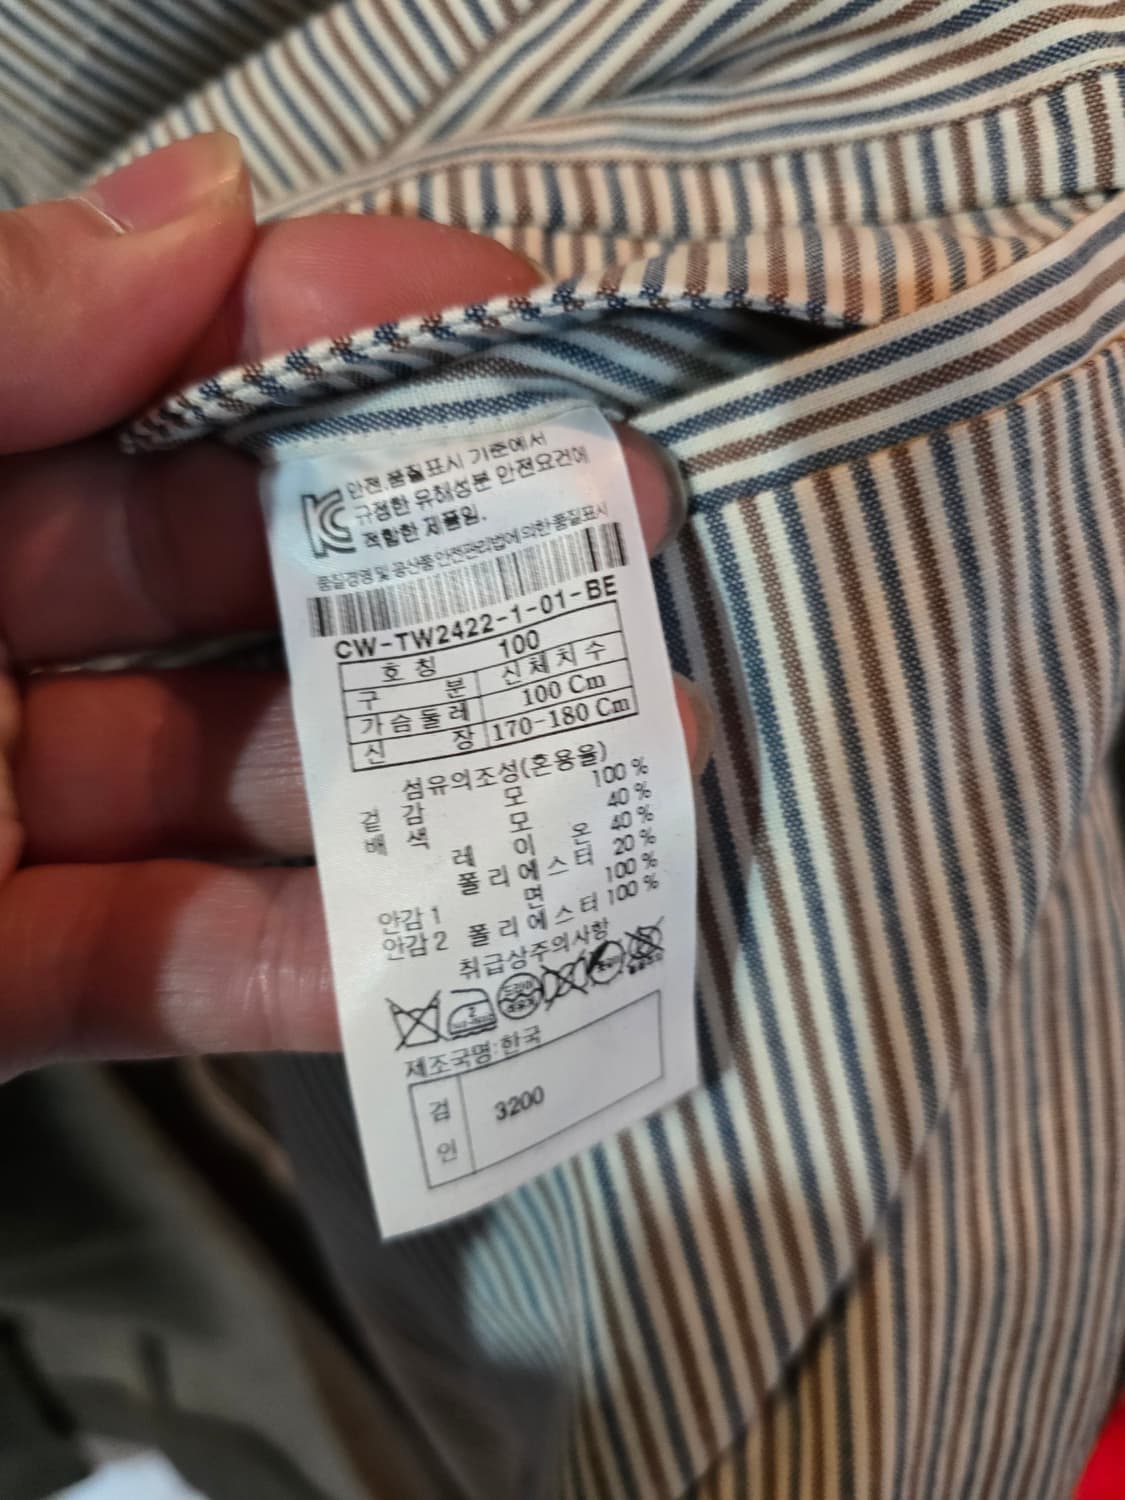 안전.품질표시 기준에서
규정한 유해성분 안전요건에
적합한 제품임.
품질경영 및 공산품안전관리법에 의한 품질표시
CW-TW2422-1-01-BE
호 칭 100
구 분 신체치수
가슴둘레 100 Cm
신 장 170-180 Cm
섬유의조성(혼용율)
겉 감 모 100 %
배 색 모 40 %
레 이 온 40 %
폴리에스터 20 %
안감 1 면 100 %
안감 2 폴리에스터 100 %
취급상주의사항
제조국명:한국
검 인 3200